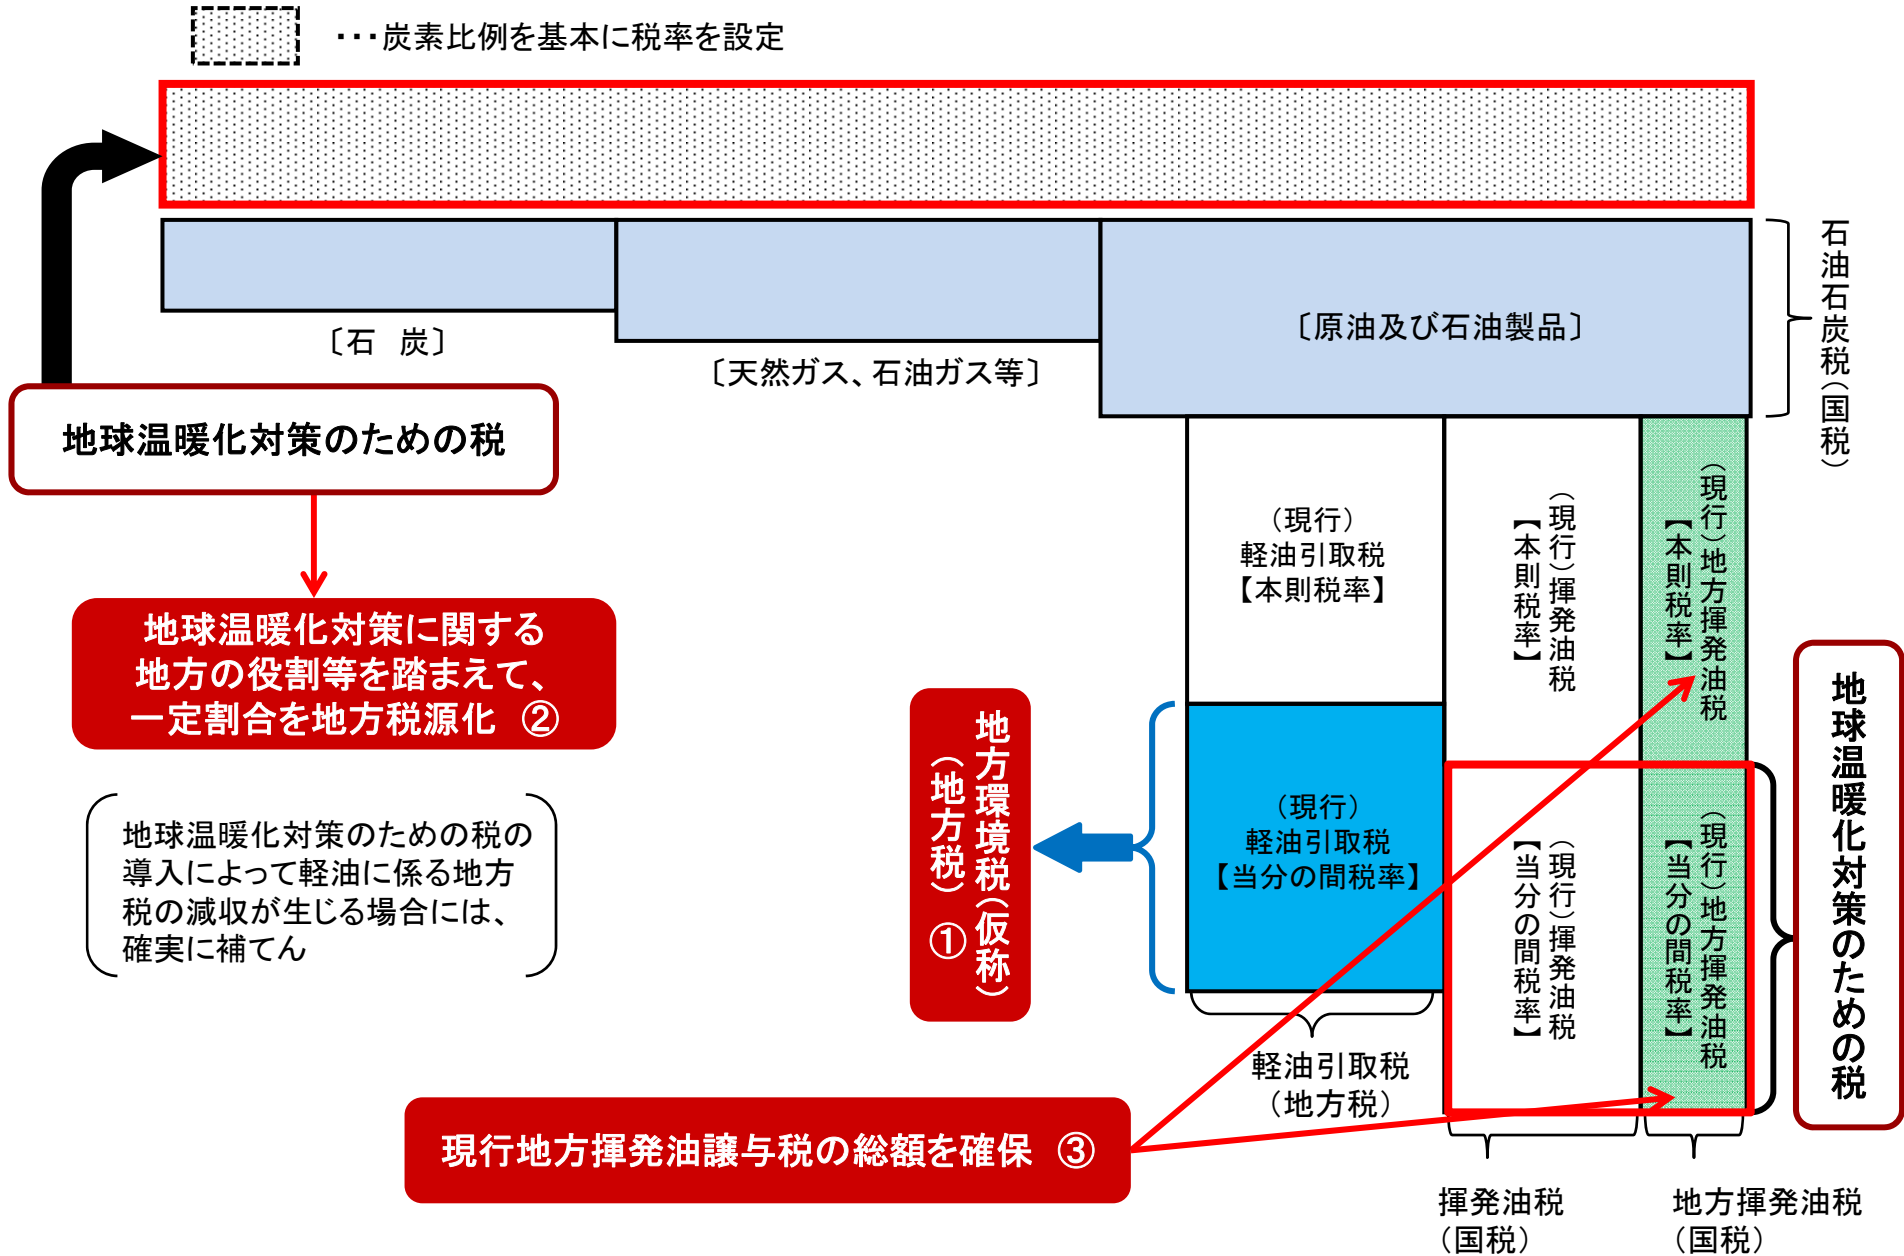 ･･･炭素比例を基本に税率を設定
〔石　炭〕
〔天然ガス、石油ガス等〕
〔原油及び石油製品〕
石油石炭税（国税）
地球温暖化対策のための税
地球温暖化対策に関する
地方の役割等を踏まえて、
一定割合を地方税源化　②
地球温暖化対策のための税の
導入によって軽油に係る地方
税の減収が生じる場合には、
確実に補てん
地方環境税（仮称）
（地方税）　①
（現行）
軽油引取税
【本則税率】
（現行）
軽油引取税
【当分の間税率】
（現行）揮発油税
【本則税率】
（現行）地方揮発油税
【本則税率】
（現行）揮発油税
【当分の間税率】
（現行）地方揮発油税
【当分の間税率】
地球温暖化対策のための税
軽油引取税
（地方税）
現行地方揮発油譲与税の総額を確保　③
揮発油税
（国税）
地方揮発油税
（国税）